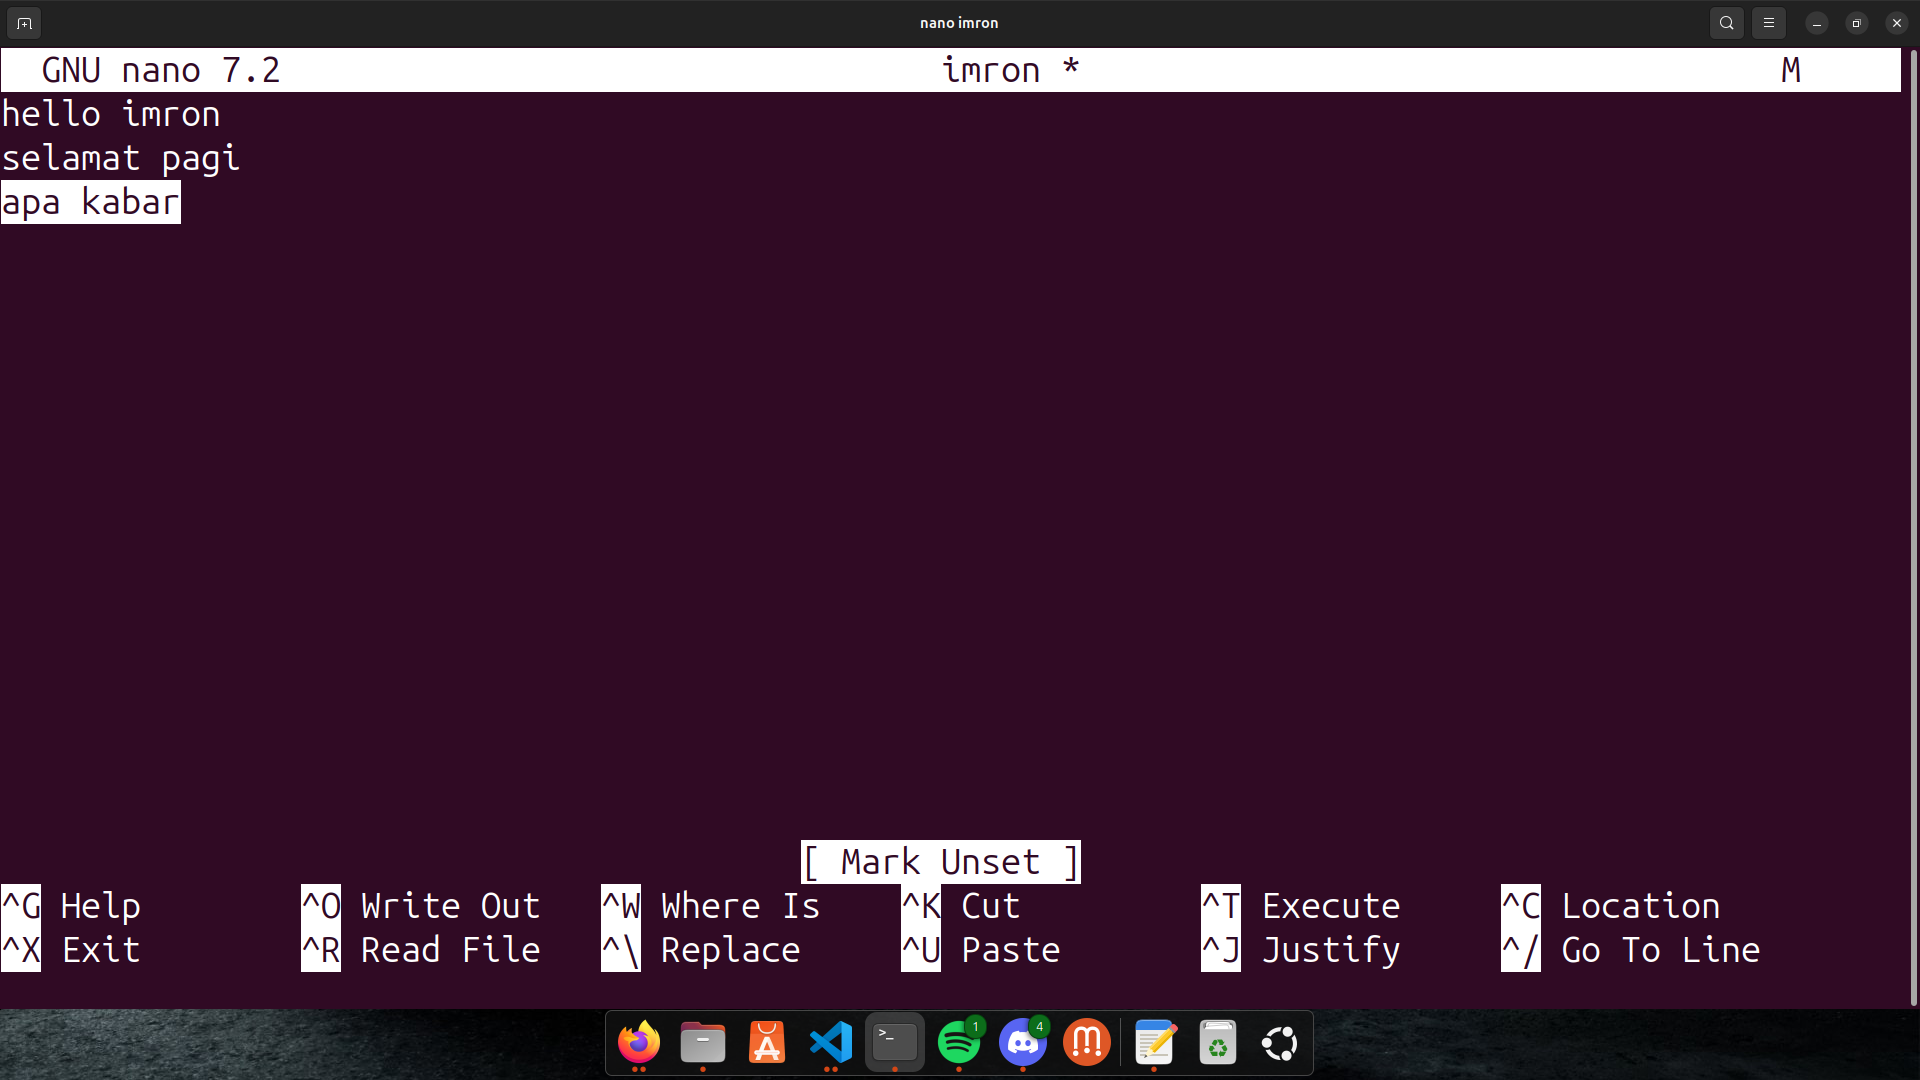 nano imron
GNU nano 7.2 imron * M
hello imron
selamat pagi
apa kabar
[ Mark Unset ]
^G Help ^O Write Out ^W Where Is ^K Cut ^T Execute ^C Location
^X Exit ^R Read File ^\ Replace ^U Paste ^J Justify ^/ Go To Line
>_ 1 4